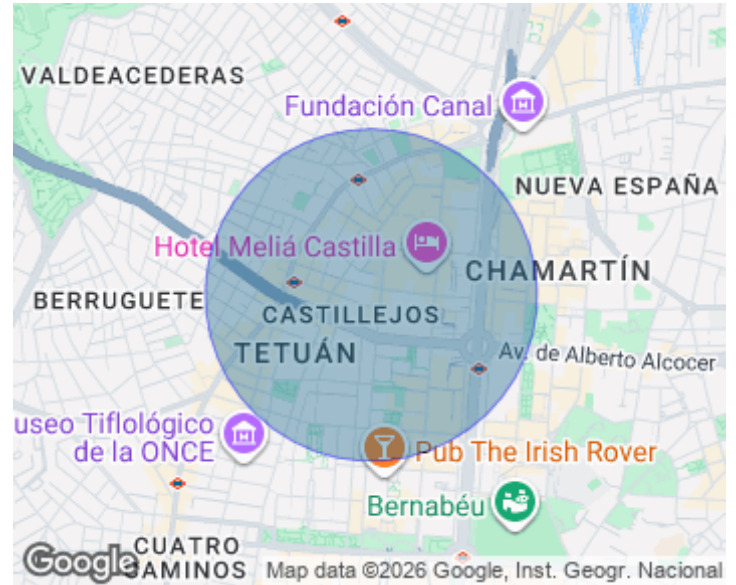 VALDEACEDERAS
Fundación Canal
NUEVA ESPAÑA
Hotel Meliá Castilla
CHAMARTÍN
BERRUGUETE
CASTILLEJOS
TETUÁN
Av. de Alberto Alcocer
useo Tiflológico
de la ONCE
Pub The Irish Rover
Bernabéu
CUATRO
CAMINOS
Google
Map data ©2026 Google, Inst. Geogr. Nacional